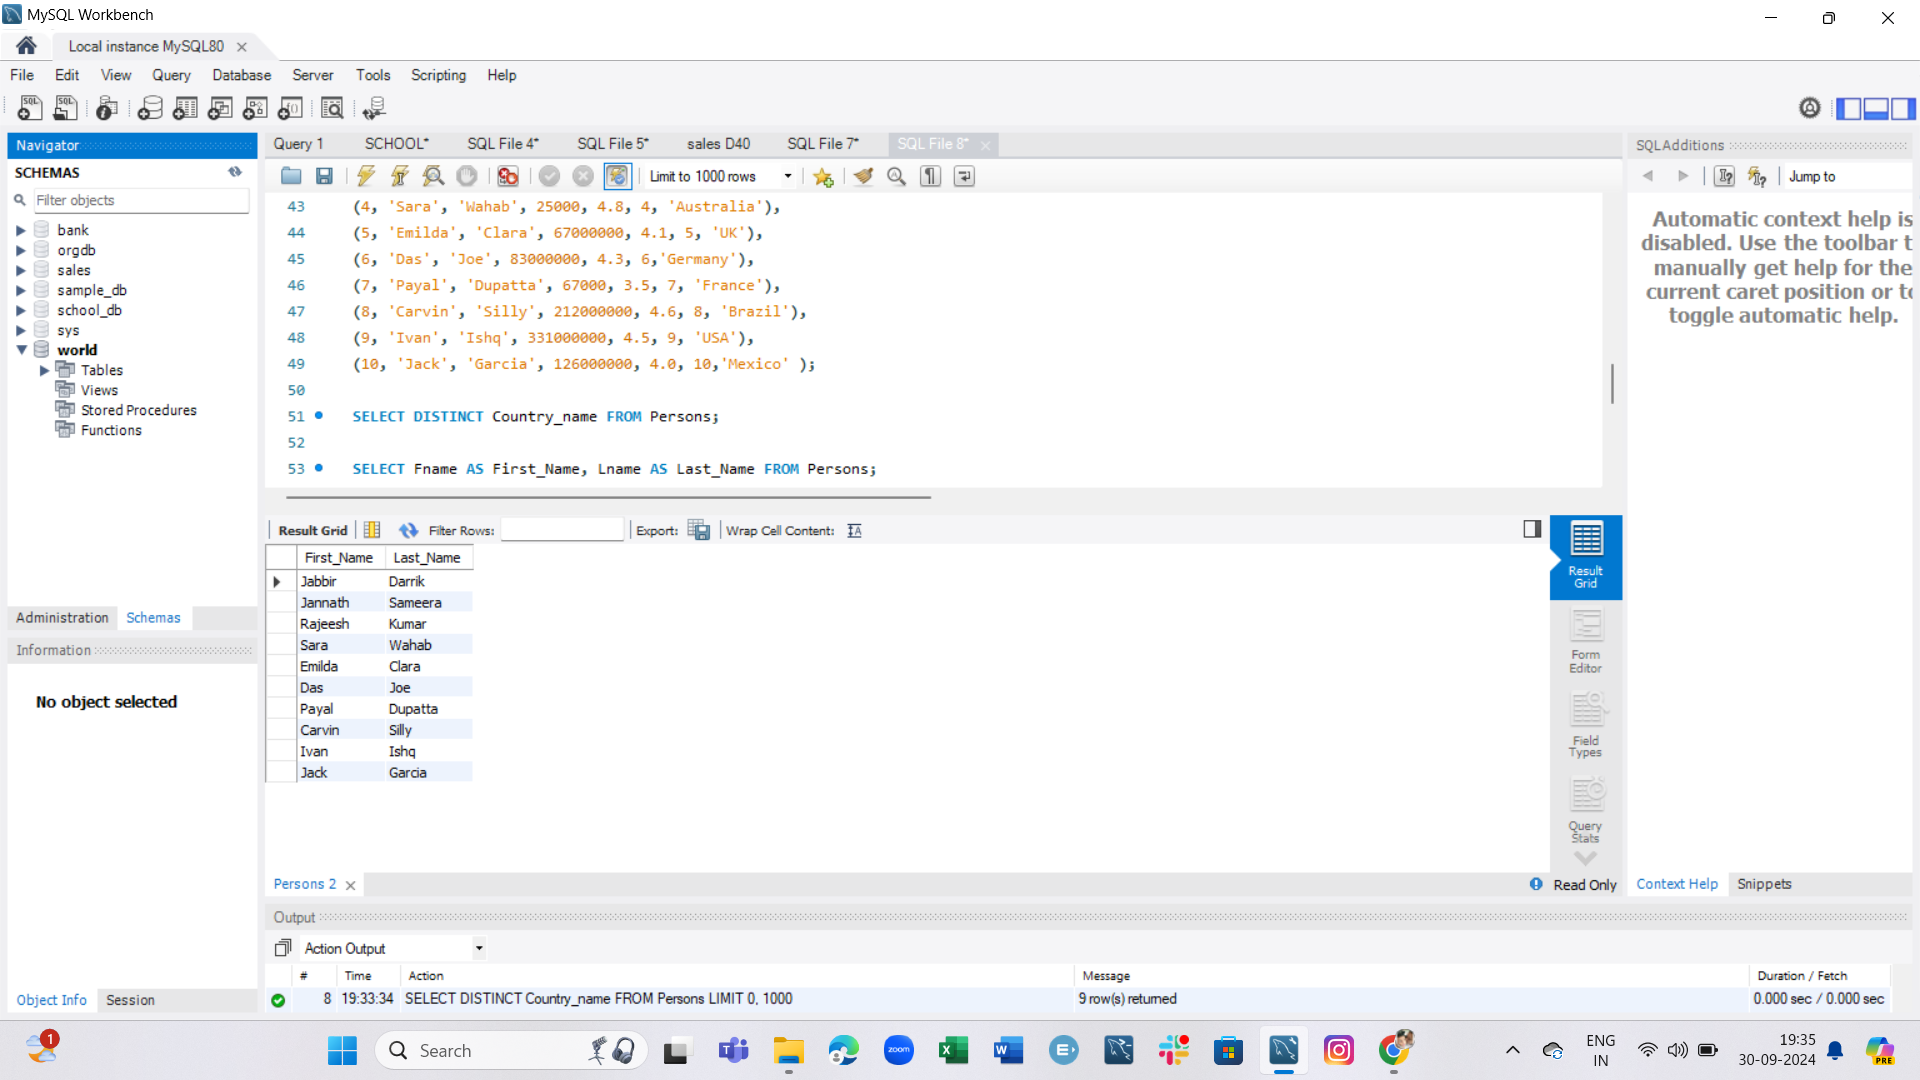 MySQL Workbench
Local instance MySQL80
File Edit View Query Database Server Tools Scripting Help
Navigator
SCHEMAS
Filter objects
bank
orgdb
sales
sample_db
school_db
sys
world
Tables
Views
Stored Procedures
Functions
Administration Schemas
Information
No object selected
Object Info Session
Query 1 SCHOOL* SQL File 4* SQL File 5* sales D40 SQL File 7* SQL File 8*
Limit to 1000 rows
43 (4, 'Sara', 'Wahab', 25000, 4.8, 4, 'Australia'),
44 (5, 'Emilda', 'Clara', 67000000, 4.1, 5, 'UK'),
45 (6, 'Das', 'Joe', 83000000, 4.3, 6,'Germany'),
46 (7, 'Payal', 'Dupatta', 67000, 3.5, 7, 'France'),
47 (8, 'Carvin', 'Silly', 212000000, 4.6, 8, 'Brazil'),
48 (9, 'Ivan', 'Ishq', 331000000, 4.5, 9, 'USA'),
49 (10, 'Jack', 'Garcia', 126000000, 4.0, 10,'Mexico' );
50
51 SELECT DISTINCT Country_name FROM Persons;
52
53 SELECT Fname AS First_Name, Lname AS Last_Name FROM Persons;
Result Grid Filter Rows: Export: Wrap Cell Content:
First_Name Last_Name
Jabbir Darrik
Jannath Sameera
Rajeesh Kumar
Sara Wahab
Emilda Clara
Das Joe
Payal Dupatta
Carvin Silly
Ivan Ishq
Jack Garcia
Result
Grid
Form
Editor
Field
Types
Query
Stats
Persons 2
Read Only
SQLAdditions
Jump to
Automatic context help is
disabled. Use the toolbar t
manually get help for the
current caret position or to
toggle automatic help.
Context Help Snippets
Output
Action Output
# Time Action Message Duration / Fetch
8 19:33:34 SELECT DISTINCT Country_name FROM Persons LIMIT 0, 1000 9 row(s) returned 0.000 sec / 0.000 sec
1
Search
zoom
ENG
IN
19:35
30-09-2024
PRE